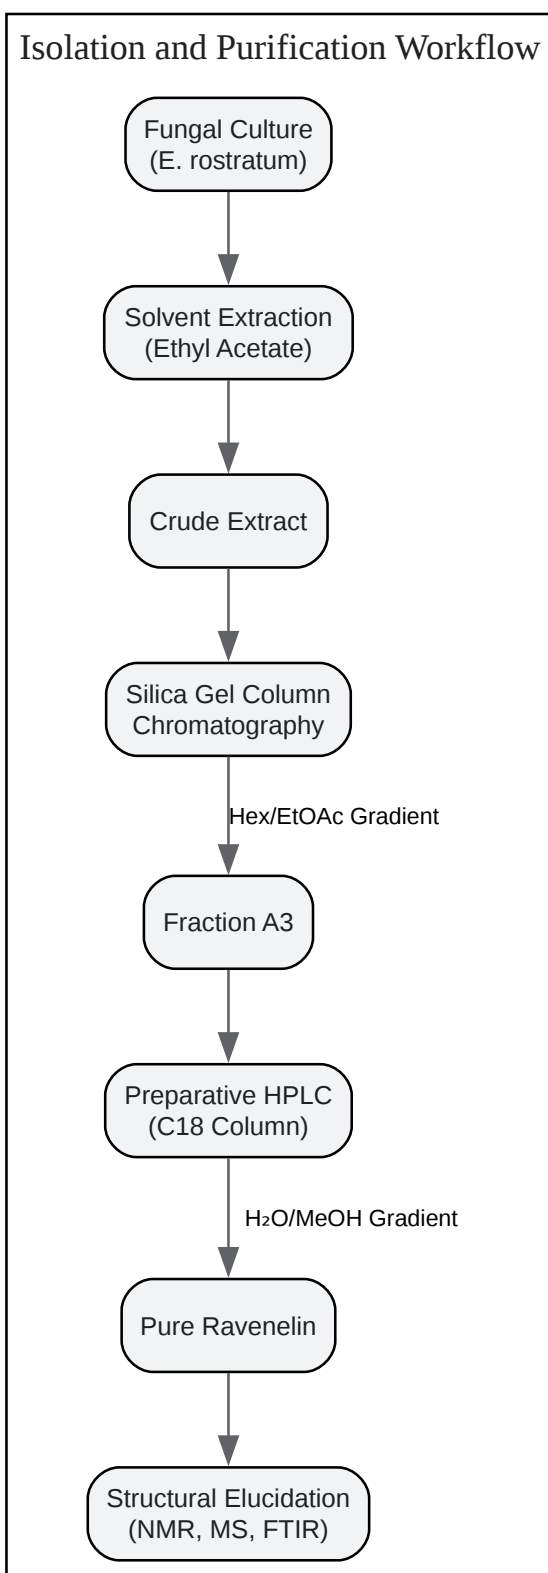 Isolation and Purification Workflow
Fungal Culture
(E. rostratum)
Solvent Extraction
(Ethyl Acetate)
Crude Extract
Silica Gel Column
Chromatography
Hex/EtOAc Gradient
Fraction A3
Preparative HPLC
(C18 Column)
H₂O/MeOH Gradient
Pure Ravenelin
Structural Elucidation
(NMR, MS, FTIR)